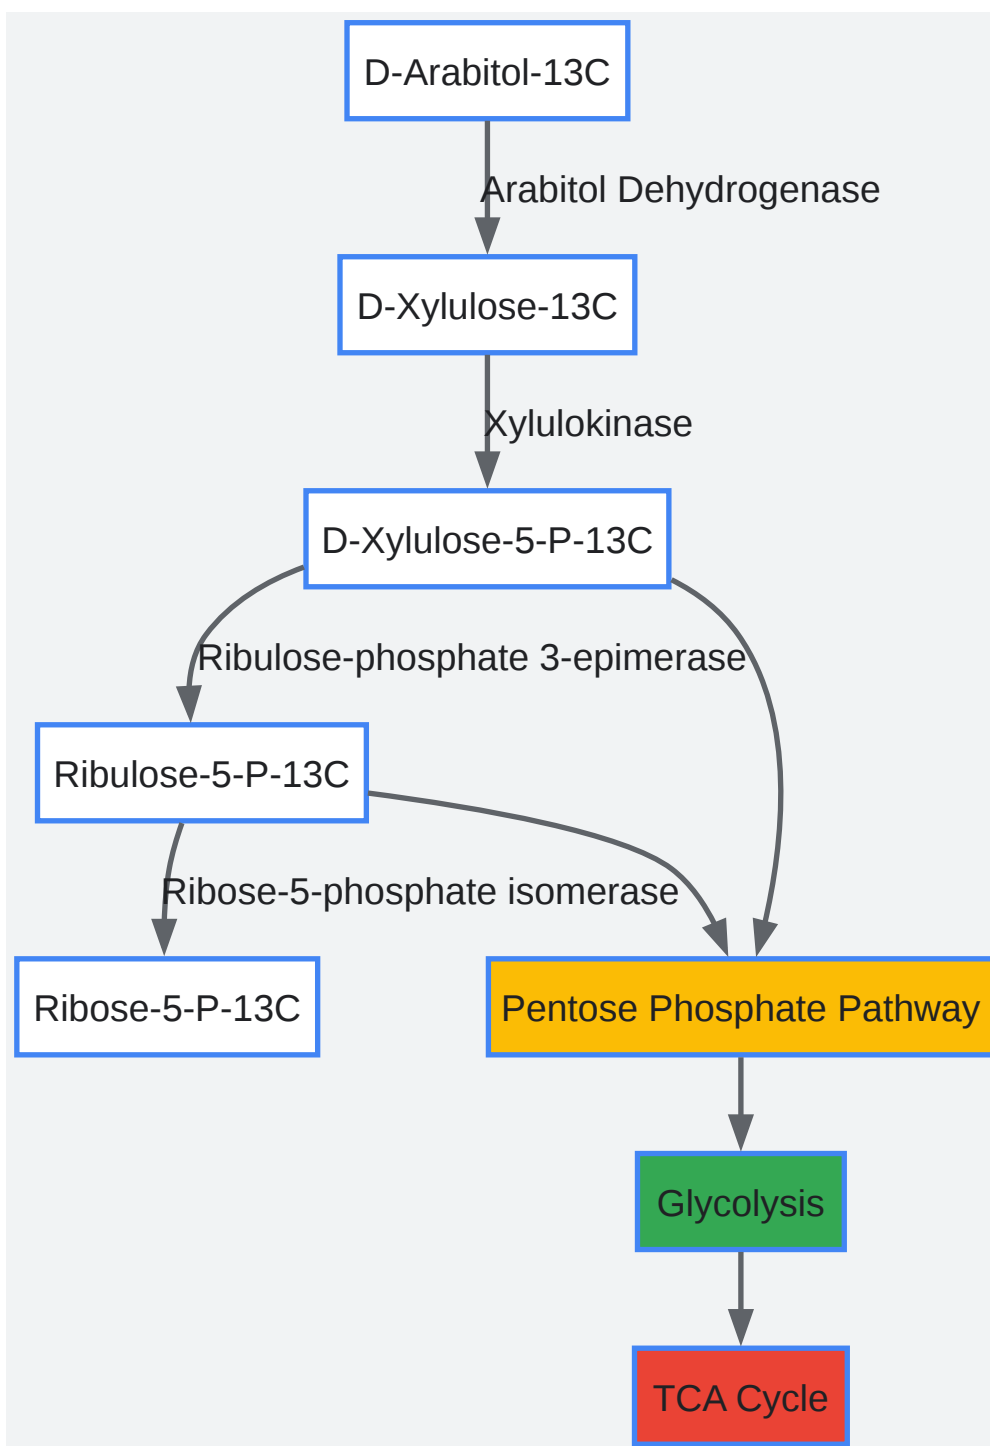 D-Arabitol-13C
Arabitol Dehydrogenase
D-Xylulose-13C
Xylulokinase
D-Xylulose-5-P-13C
Ribulose-phosphate 3-epimerase
Ribulose-5-P-13C
Ribose-5-phosphate isomerase
Ribose-5-P-13C
Pentose Phosphate Pathway
Glycolysis
TCA Cycle